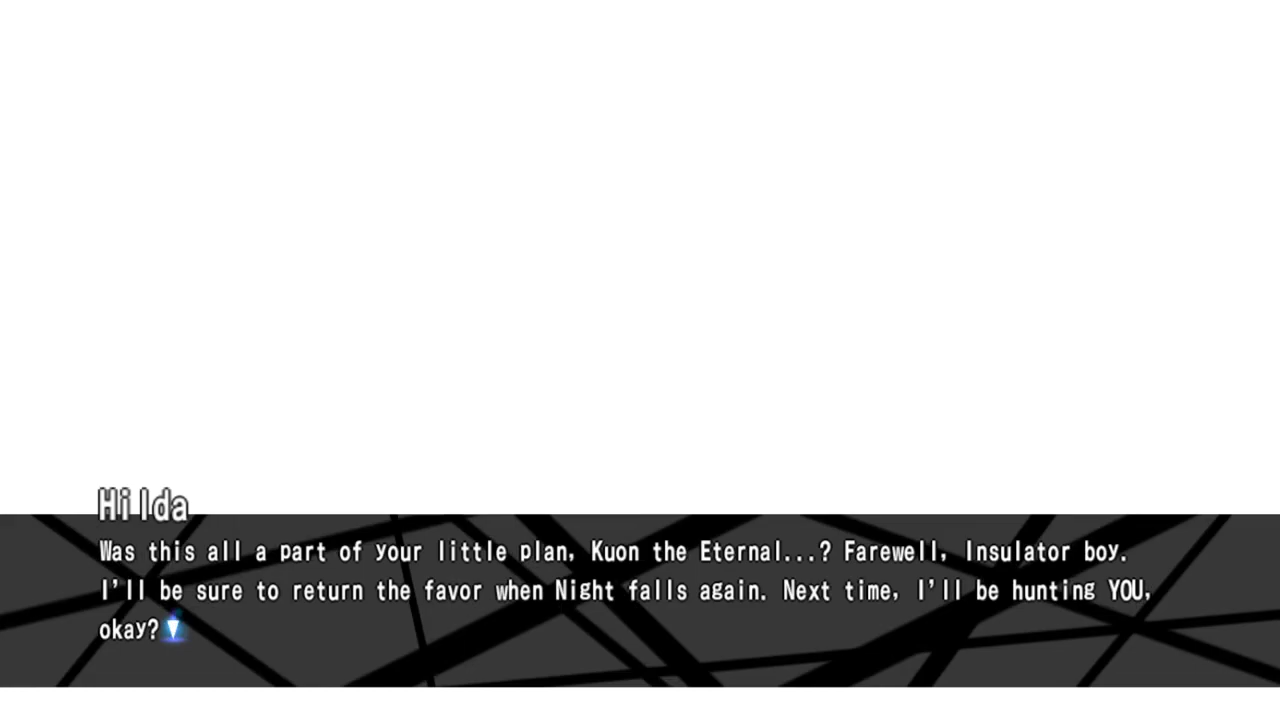 Hilda
Was this all a part of your little plan, Kuon the Eternal...? Farewell, Insulator boy.
I'll be sure to return the favor when Night falls again. Next time, I'll be hunting YOU,
okay?